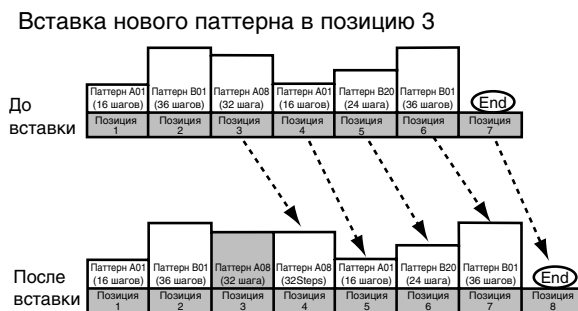 Вставка нового паттерна в позицию 3
До вставки
Паттерн A01 (16 шагов)
Паттерн B01 (36 шагов)
Паттерн A08 (32 шага)
Паттерн A01 (16 шагов)
Паттерн B20 (24 шага)
Паттерн B01 (36 шагов)
End
Позиция 1
Позиция 2
Позиция 3
Позиция 4
Позиция 5
Позиция 6
Позиция 7
После вставки
Паттерн A01 (16 шагов)
Паттерн B01 (36 шагов)
Паттерн A08 (32 шага)
Паттерн A08 (32Steps)
Паттерн A01 (16 шагов)
Паттерн B20 (24 шага)
Паттерн B01 (36 шагов)
End
Позиция 1
Позиция 2
Позиция 3
Позиция 4
Позиция 5
Позиция 6
Позиция 7
Позиция 8